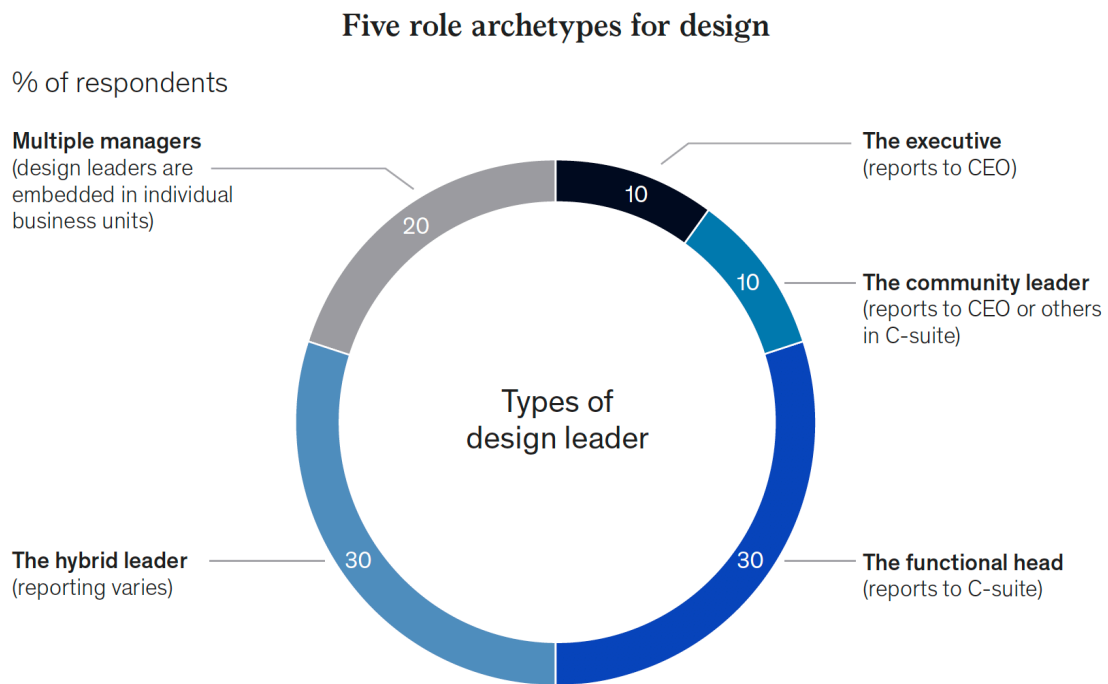 Five role archetypes for design
% of respondents
Multiple managers
(design leaders are
embedded in individual
business units)
The executive
(reports to CEO)
10
20
10
The community leader
(reports to CEO or others
in C-suite)
Types of
design leader
The hybrid leader
(reporting varies)
30
30
The functional head
(reports to C-suite)